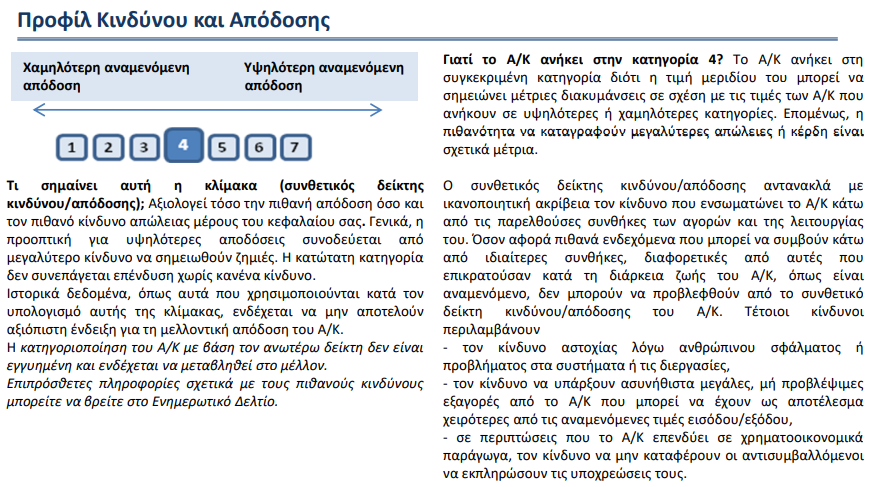 Προφίλ Κινδύνου και Απόδοσης
Χαμηλότερη αναμενόμενη απόδοση
Υψηλότερη αναμενόμενη απόδοση
1 2 3 4 5 6 7
Τι σημαίνει αυτή η κλίμακα (συνθετικός δείκτης
κινδύνου/απόδοσης); Αξιολογεί τόσο την πιθανή απόδοση όσο και
τον πιθανό κίνδυνο απώλειας μέρους του κεφαλαίου σας. Γενικά, η
προοπτική για υψηλότερες αποδόσεις συνοδεύεται από
μεγαλύτερο κίνδυνο να σημειωθούν ζημιές. Η κατώτατη κατηγορία
δεν συνεπάγεται επένδυση χωρίς κανένα κίνδυνο.
Ιστορικά δεδομένα, όπως αυτά που χρησιμοποιούνται κατά τον
υπολογισμό αυτής της κλίμακας, ενδέχεται να μην αποτελούν
αξιόπιστη ένδειξη για τη μελλοντική απόδοση του Α/Κ.
Η κατηγοριοποίηση του Α/Κ με βάση τον ανωτέρω δείκτη δεν είναι
εγγυημένη και ενδέχεται να μεταβληθεί στο μέλλον.
Επιπρόσθετες πληροφορίες σχετικά με τους πιθανούς κινδύνους
μπορείτε να βρείτε στο Ενημερωτικό Δελτίο.
Γιατί το Α/Κ ανήκει στην κατηγορία 4? Το Α/Κ ανήκει στη
συγκεκριμένη κατηγορία διότι η τιμή μεριδίου του μπορεί να
σημειώνει μέτριες διακυμάνσεις σε σχέση με τις τιμές των Α/Κ που
ανήκουν σε υψηλότερες ή χαμηλότερες κατηγορίες. Επομένως, η
πιθανότητα να καταγραφούν μεγαλύτερες απώλειες ή κέρδη είναι
σχετικά μέτρια.
Ο συνθετικός δείκτης κινδύνου/απόδοσης αντανακλά με
ικανοποιητική ακρίβεια τον κίνδυνο που ενσωματώνει το Α/Κ κάτω
από τις παρελθούσες συνθήκες των αγορών και της λειτουργίας
του. Όσον αφορά πιθανά ενδεχόμενα που μπορεί να συμβούν κάτω
από ιδιαίτερες συνθήκες, διαφορετικές από αυτές που
επικρατούσαν κατά τη διάρκεια ζωής του Α/Κ, όπως είναι
αναμενόμενο, δεν μπορούν να προβλεφθούν από το συνθετικό
δείκτη κινδύνου/απόδοσης του Α/Κ. Τέτοιοι κίνδυνοι
περιλαμβάνουν
- τον κίνδυνο αστοχίας λόγω ανθρώπινου σφάλματος ή
προβλήματος στα συστήματα ή τις διεργασίες,
- τον κίνδυνο να υπάρξουν ασυνήθιστα μεγάλες, μή προβλέψιμες
εξαγορές από το Α/Κ που μπορεί να έχουν ως αποτέλεσμα
χειρότερες από τις αναμενόμενες τιμές εισόδου/εξόδου,
- σε περιπτώσεις που το Α/Κ επενδύει σε χρηματοοικονομικά
παράγωγα, τον κίνδυνο να μην καταφέρουν οι αντισυμβαλλόμενοι
να εκπληρώσουν τις υποχρεώσεις τους.